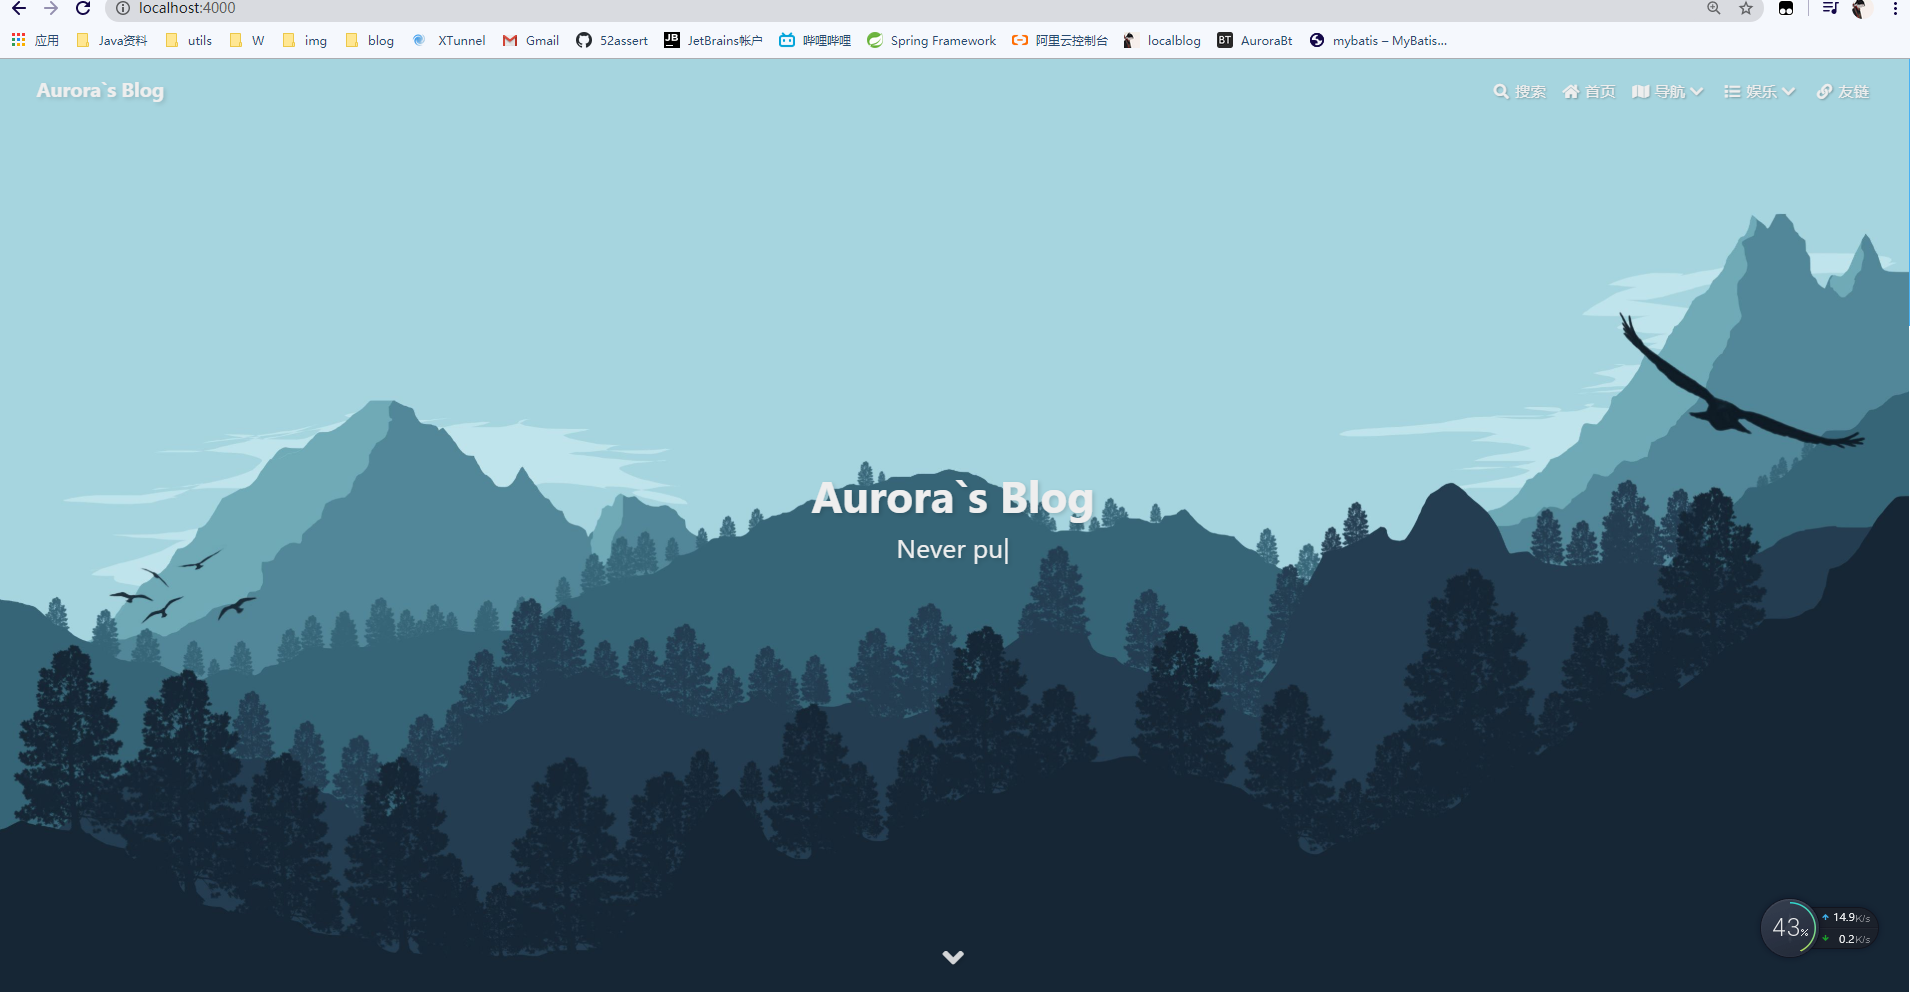 localhost:4000
应用 Java资料 utils W img blog XTunnel Gmail 52assert JB JetBrains帐户 哔哩哔哩 Spring Framework 阿里云控制台 localblog BT AuroraBt mybatis – MyBatis...
Aurora`s Blog 搜索 首页 导航 娱乐 友链
Aurora`s Blog
Never pu|
43% 14.9K/s
0.2K/s